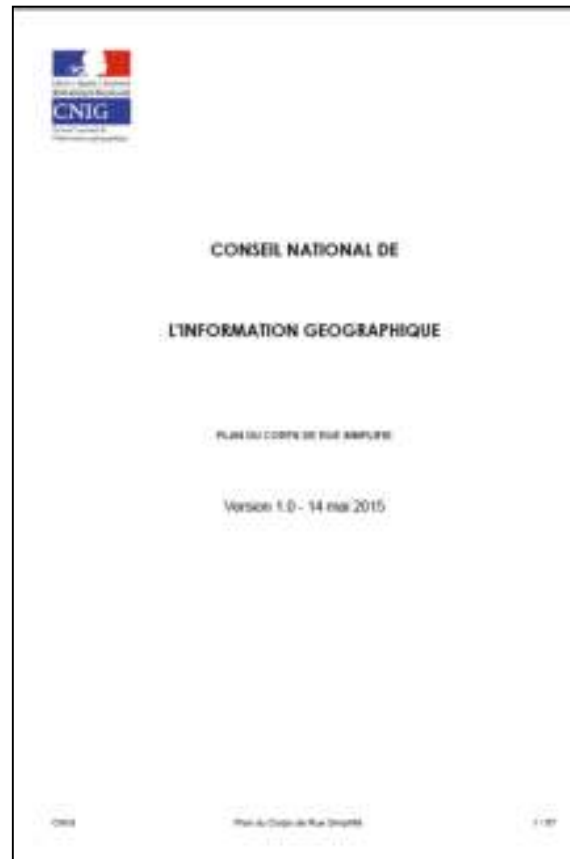 CNIG
CONSEIL NATIONAL DE
L'INFORMATION GEOGRAPHIQUE
PLAN DU CORPS DE RUE SIMPLIFIE
Version 1.0 - 14 mai 2015
CNIG Plan du Corps de Rue Simplifié